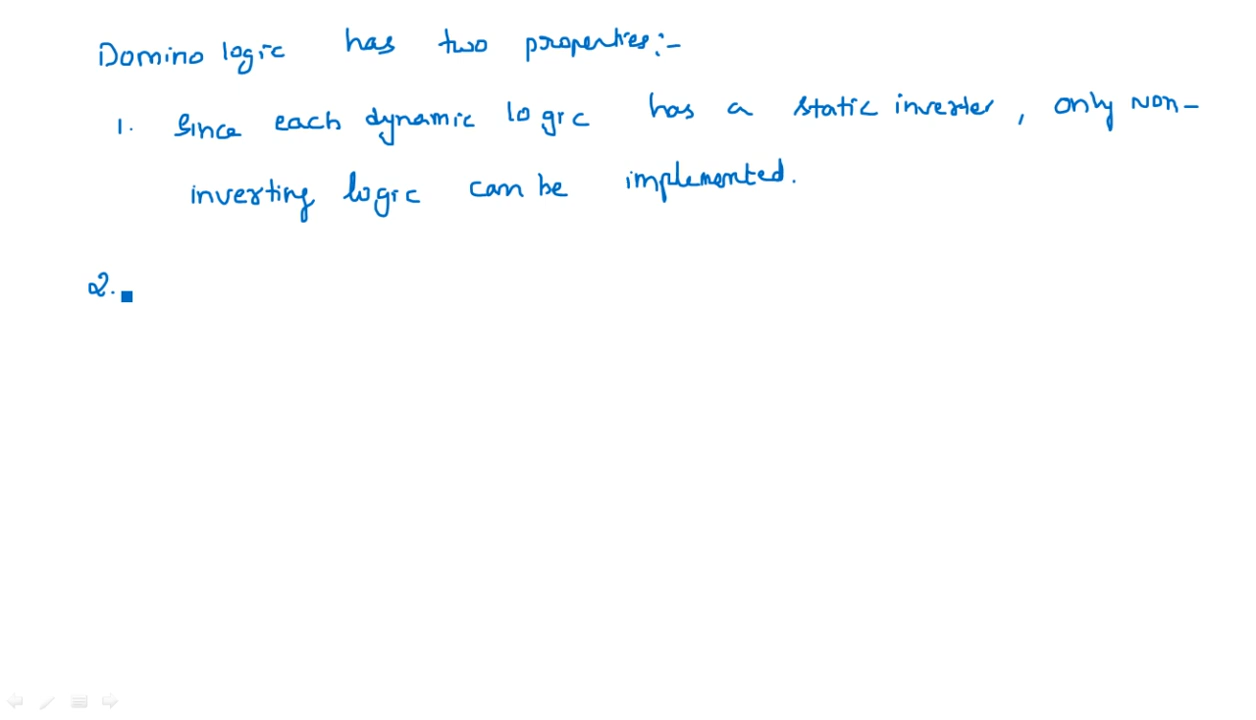 Domino logic has two properties:-
1. Since each dynamic logic has a static inverter, only non-
inverting logic can be implemented.
2.